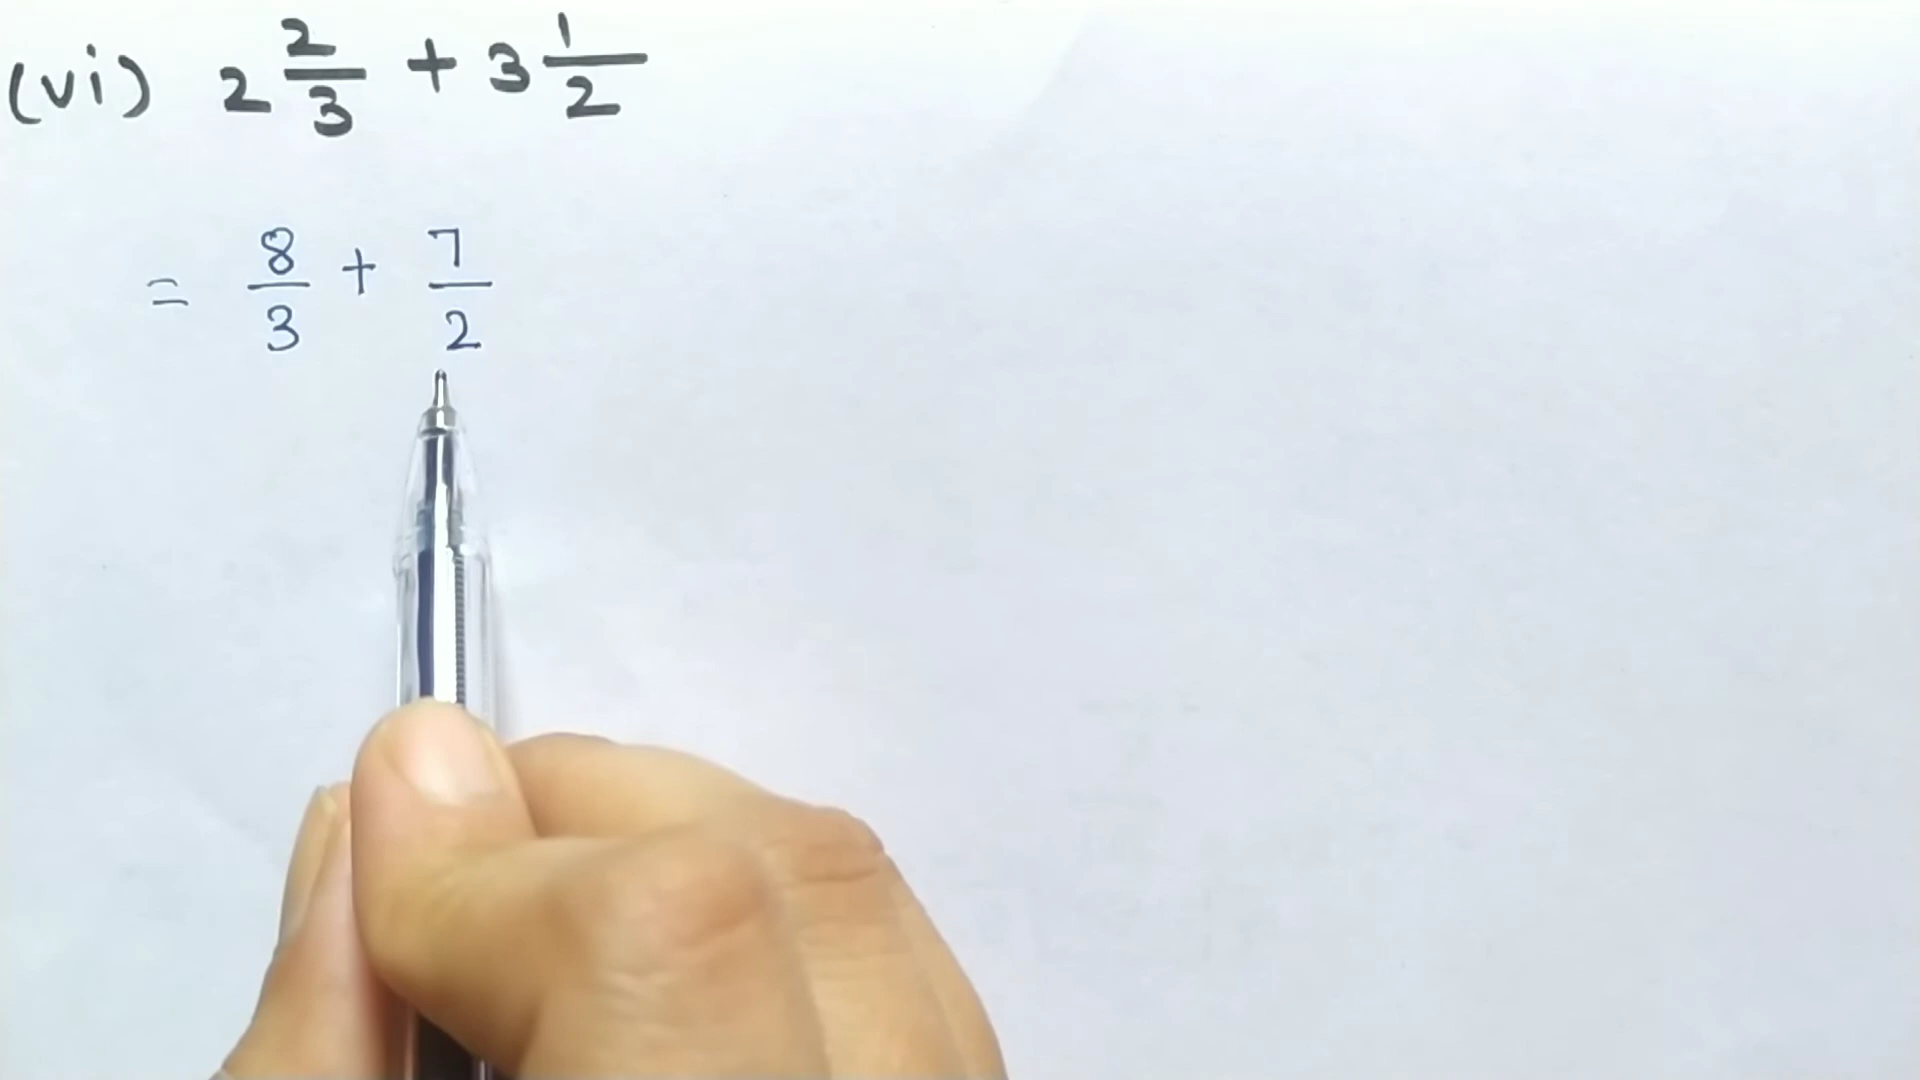 (vi) 2 2/3 + 3 1/2
= 8/3 + 7/2